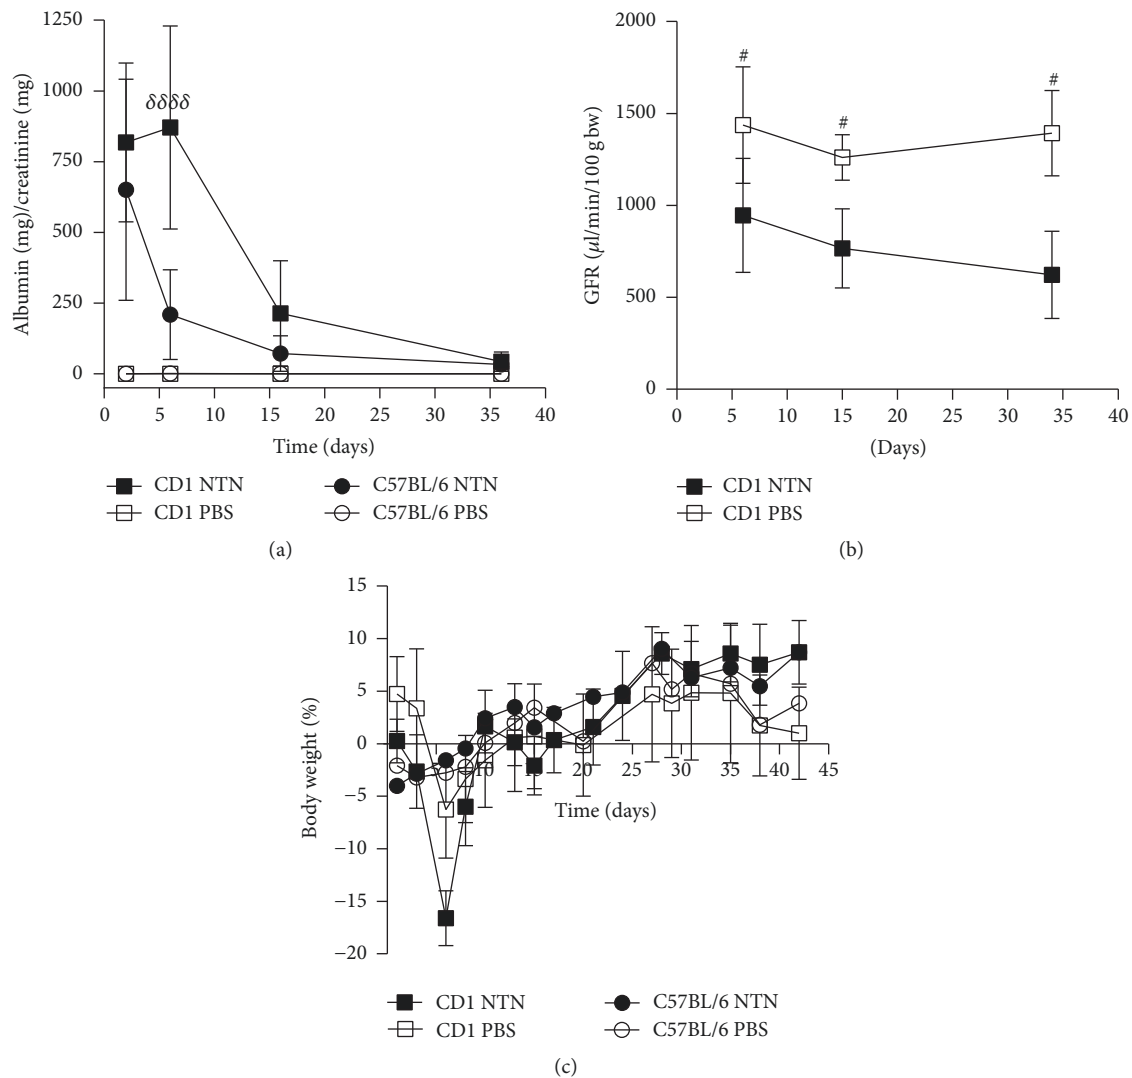 1250
1000
750
500
250
0
Albumin (mg)/creatinine (mg)
δδδδ
0 5 10 15 20 25 30 35 40
Time (days)
CD1 NTN C57BL/6 NTN
CD1 PBS C57BL/6 PBS
(a)
2000
1500
1000
500
0
GFR (μl/min/100 g bw)
# # #
0 5 10 15 20 25 30 35 40
(Days)
CD1 NTN
CD1 PBS
(b)
15
10
5
0
−5
−10
−15
−20
Body weight (%)
10 20 25 30 35 40 45
Time (days)
CD1 NTN C57BL/6 NTN
CD1 PBS C57BL/6 PBS
(c)